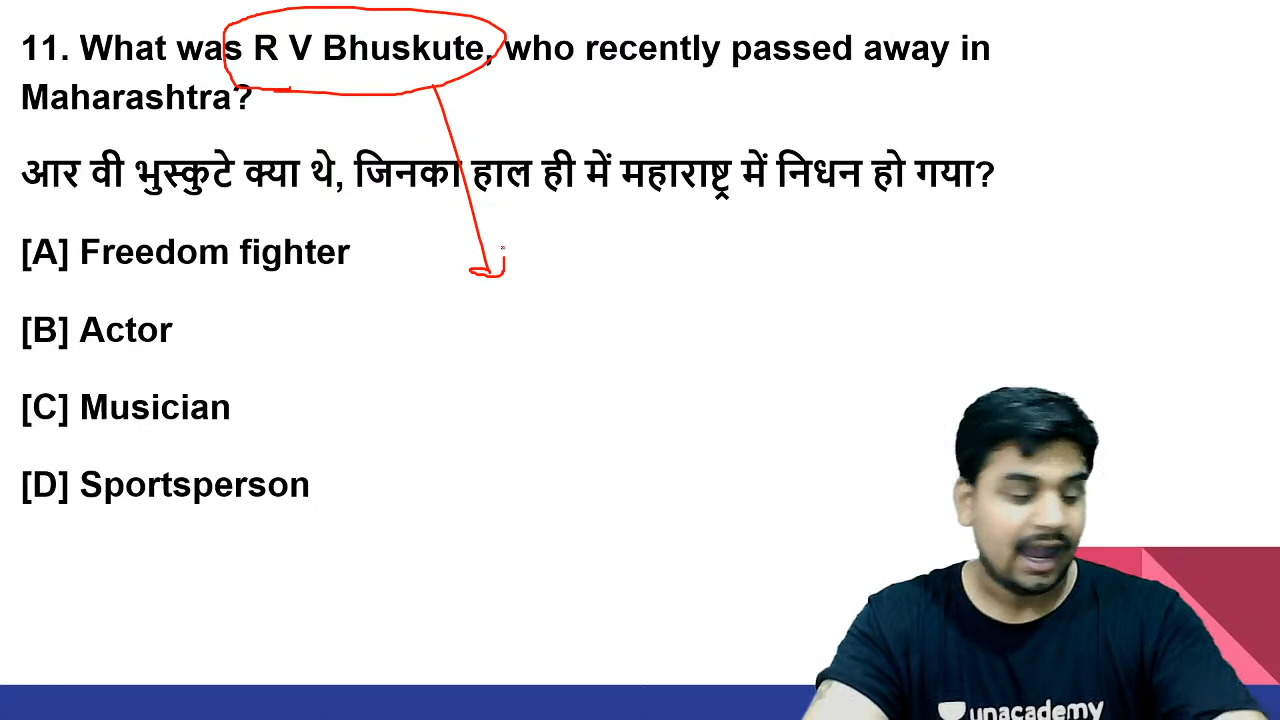 11. What was R V Bhuskute, who recently passed away in
Maharashtra?
आर वी भुस्कुटे क्या थे, जिनका हाल ही में महाराष्ट्र में निधन हो गया?
[A] Freedom fighter
[B] Actor
[C] Musician
[D] Sportsperson
unacademy